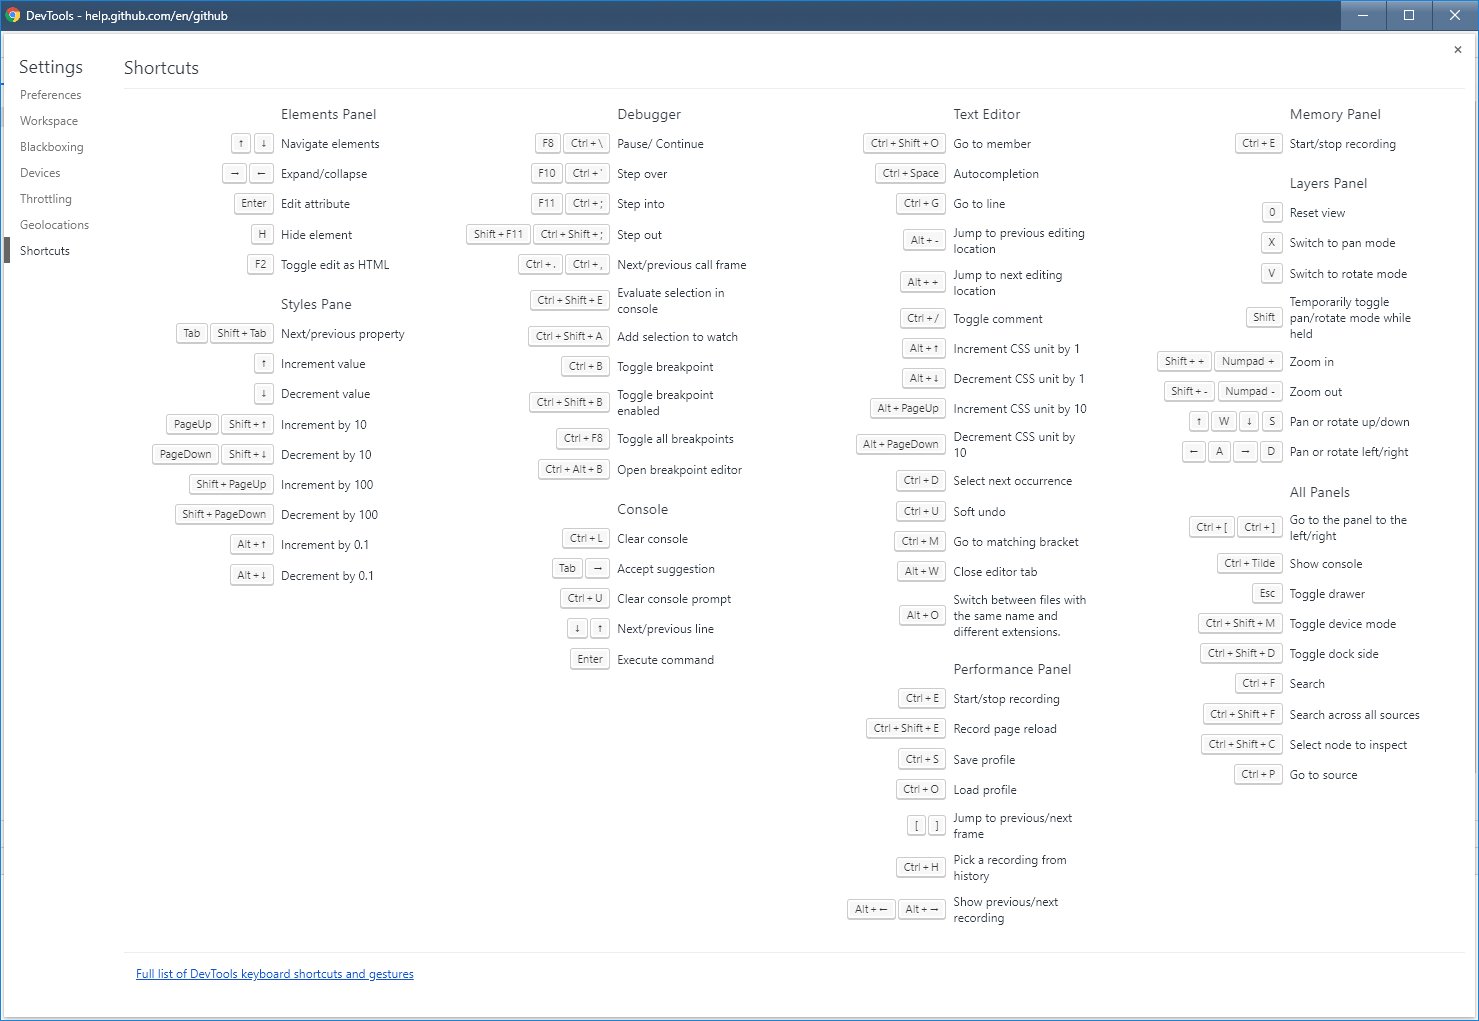 DevTools - help.github.com/en/github
Settings
Preferences
Workspace
Blackboxing
Devices
Throttling
Geolocations
Shortcuts
Shortcuts
Elements Panel
↑ ↓ Navigate elements
→ ← Expand/collapse
Enter Edit attribute
H Hide element
F2 Toggle edit as HTML
Styles Pane
Tab Shift + Tab Next/previous property
↑ Increment value
↓ Decrement value
PageUp Shift + ↑ Increment by 10
PageDown Shift + ↓ Decrement by 10
Shift + PageUp Increment by 100
Shift + PageDown Decrement by 100
Alt + ↑ Increment by 0.1
Alt + ↓ Decrement by 0.1
Debugger
F8 Ctrl + \ Pause/ Continue
F10 Ctrl + ' Step over
F11 Ctrl + ; Step into
Shift + F11 Ctrl + Shift + ; Step out
Ctrl + . Ctrl + , Next/previous call frame
Ctrl + Shift + E Evaluate selection in
console
Ctrl + Shift + A Add selection to watch
Ctrl + B Toggle breakpoint
Ctrl + Shift + B Toggle breakpoint
enabled
Ctrl + F8 Toggle all breakpoints
Ctrl + Alt + B Open breakpoint editor
Console
Ctrl + L Clear console
Tab → Accept suggestion
Ctrl + U Clear console prompt
↓ ↑ Next/previous line
Enter Execute command
Text Editor
Ctrl + Shift + O Go to member
Ctrl + Space Autocompletion
Ctrl + G Go to line
Alt + - Jump to previous editing
location
Alt + + Jump to next editing
location
Ctrl + / Toggle comment
Alt + ↑ Increment CSS unit by 1
Alt + ↓ Decrement CSS unit by 1
Alt + PageUp Increment CSS unit by 10
Alt + PageDown Decrement CSS unit by
10
Ctrl + D Select next occurrence
Ctrl + U Soft undo
Ctrl + M Go to matching bracket
Alt + W Close editor tab
Alt + O Switch between files with
the same name and
different extensions.
Performance Panel
Ctrl + E Start/stop recording
Ctrl + Shift + E Record page reload
Ctrl + S Save profile
Ctrl + O Load profile
[ ] Jump to previous/next
frame
Ctrl + H Pick a recording from
history
Alt + ← Alt + → Show previous/next
recording
Memory Panel
Ctrl + E Start/stop recording
Layers Panel
0 Reset view
X Switch to pan mode
V Switch to rotate mode
Shift Temporarily toggle
pan/rotate mode while
held
Shift + + Numpad + Zoom in
Shift + - Numpad - Zoom out
↑ W ↓ S Pan or rotate up/down
← A → D Pan or rotate left/right
All Panels
Ctrl + [ Ctrl + ] Go to the panel to the
left/right
Ctrl + Tilde Show console
Esc Toggle drawer
Ctrl + Shift + M Toggle device mode
Ctrl + Shift + D Toggle dock side
Ctrl + F Search
Ctrl + Shift + F Search across all sources
Ctrl + Shift + C Select node to inspect
Ctrl + P Go to source
Full list of DevTools keyboard shortcuts and gestures